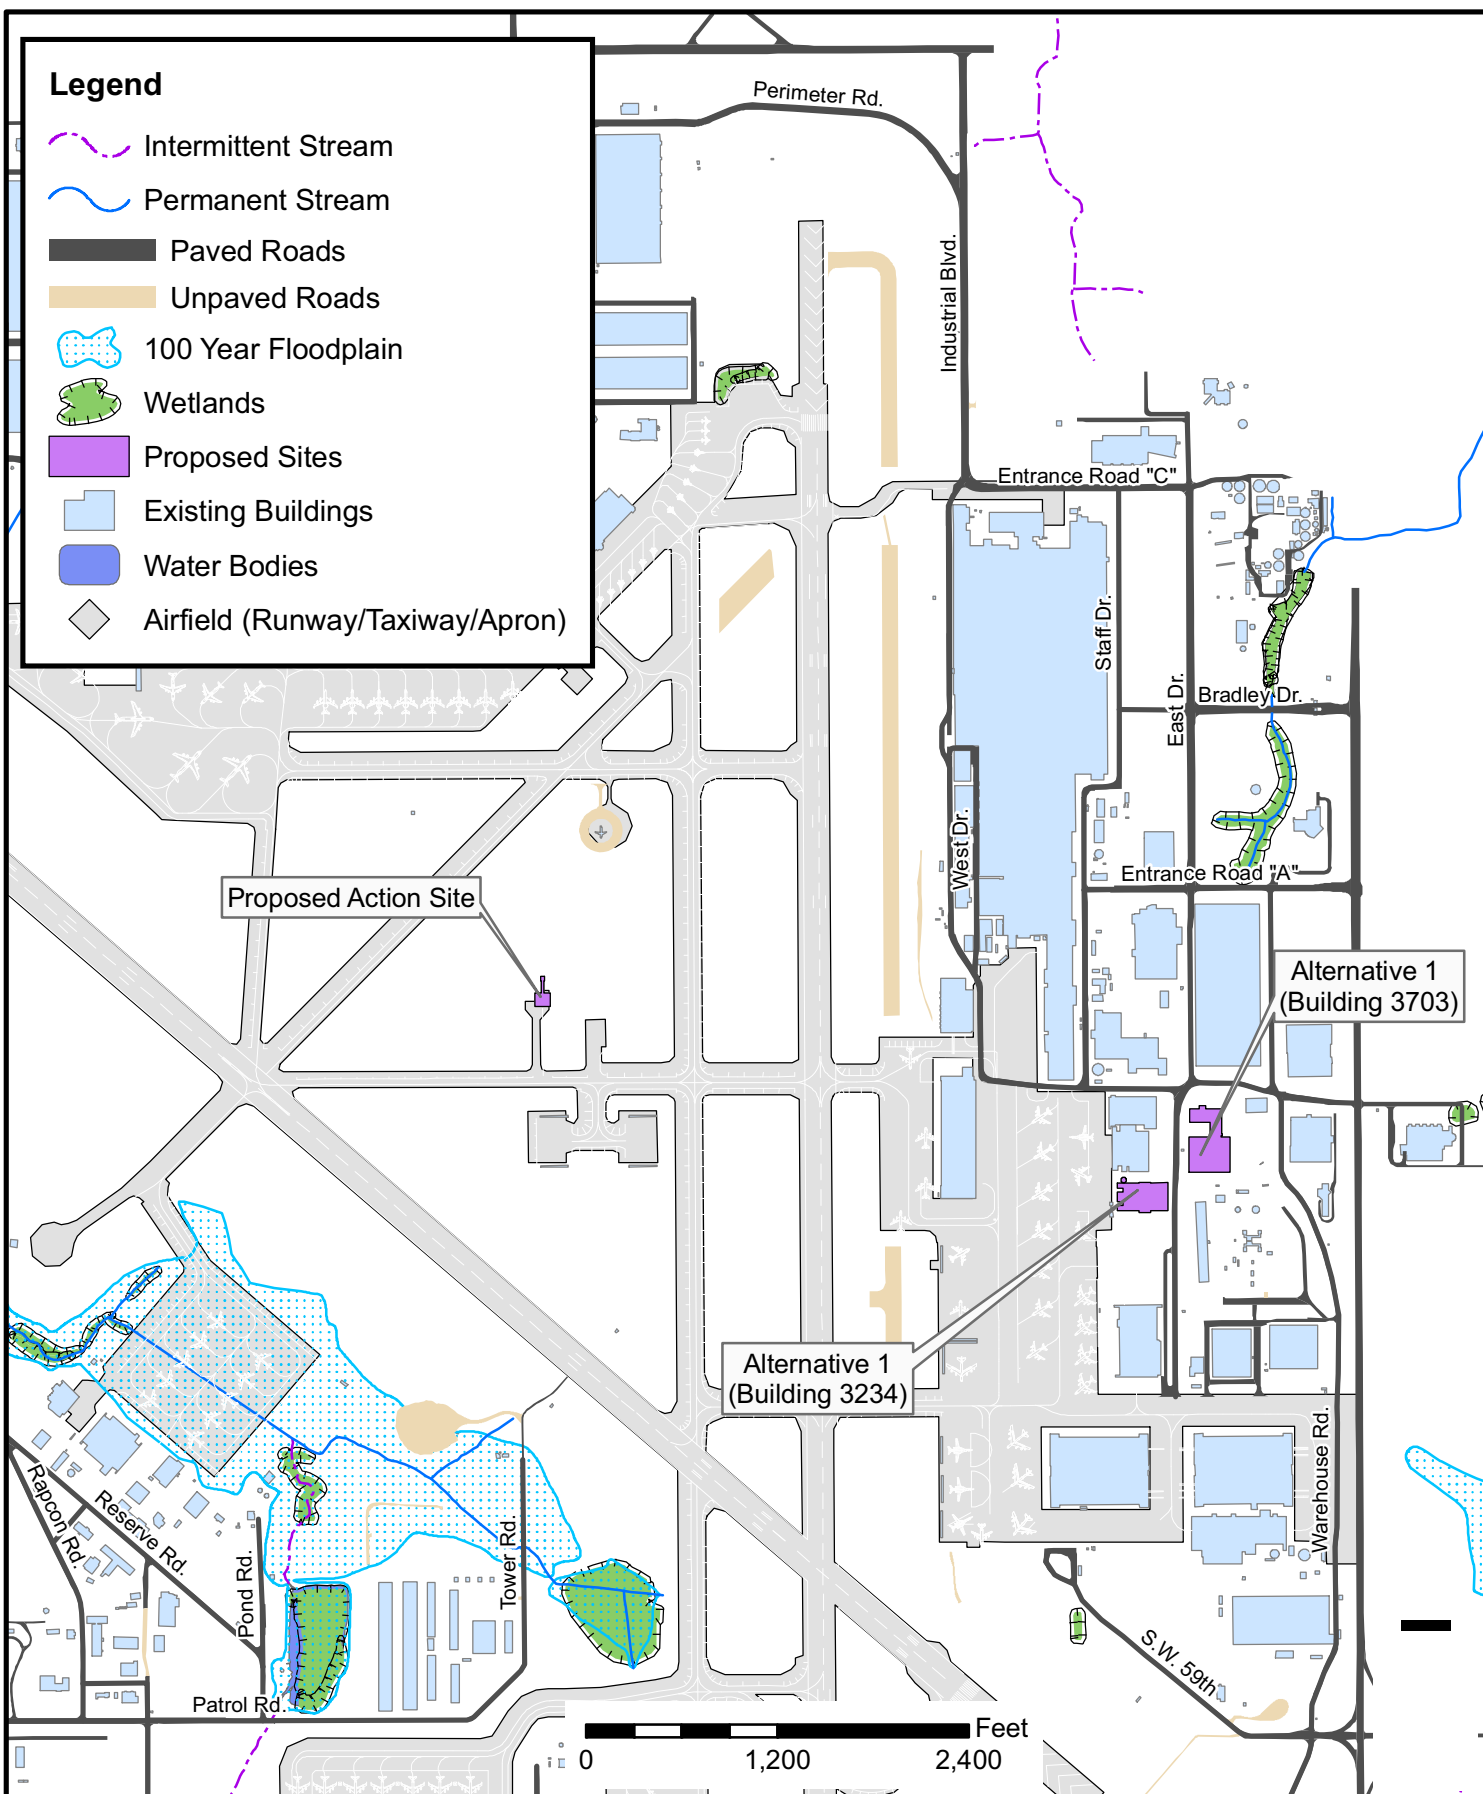 Legend
Intermittent Stream
Permanent Stream
Paved Roads
Unpaved Roads
100 Year Floodplain
Wetlands
Proposed Sites
Existing Buildings
Water Bodies
Airfield (Runway/Taxiway/Apron)
Perimeter Rd.
Industrial Blvd.
Entrance Road "C"
Staff Dr.
East Dr.
Bradley Dr.
West Dr.
Entrance Road "A"
Proposed Action Site
Alternative 1
(Building 3703)
Alternative 1
(Building 3234)
Rapcon Rd.
Reserve Rd.
Pond Rd.
Tower Rd.
Warehouse Rd.
S.W. 59th
Patrol Rd.
Feet
0 1,200 2,400